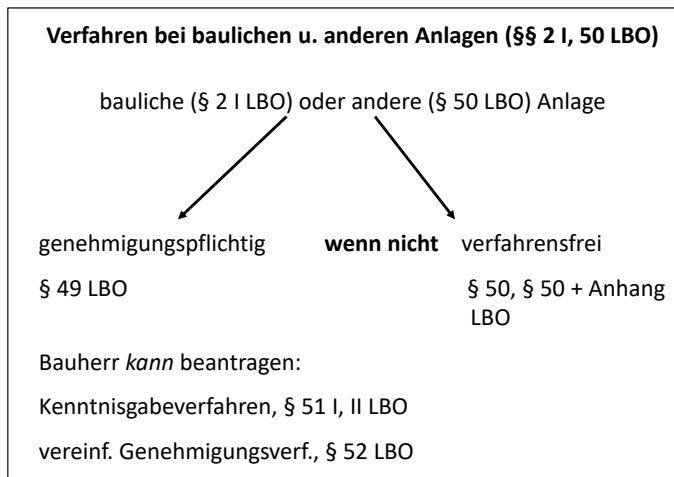 Verfahren bei baulichen u. anderen Anlagen (§§ 2 I, 50 LBO)
bauliche (§ 2 I LBO) oder andere (§ 50 LBO) Anlage
genehmigungspflichtig wenn nicht verfahrensfrei
§ 49 LBO § 50, § 50 + Anhang
LBO
Bauherr kann beantragen:
Kenntnisgabeverfahren, § 51 I, II LBO
vereinf. Genehmigungsverf., § 52 LBO